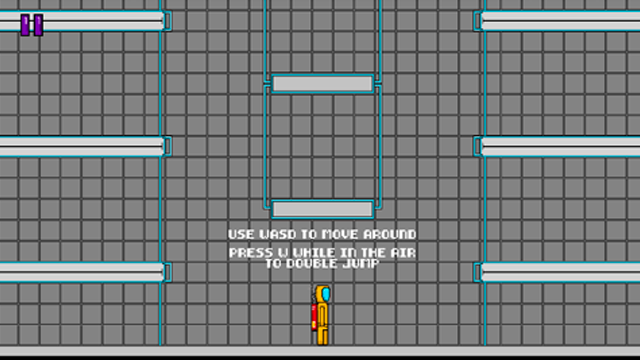 USE WASD TO MOVE AROUND
PRESS W WHILE IN THE AIR
TO DOUBLE JUMP